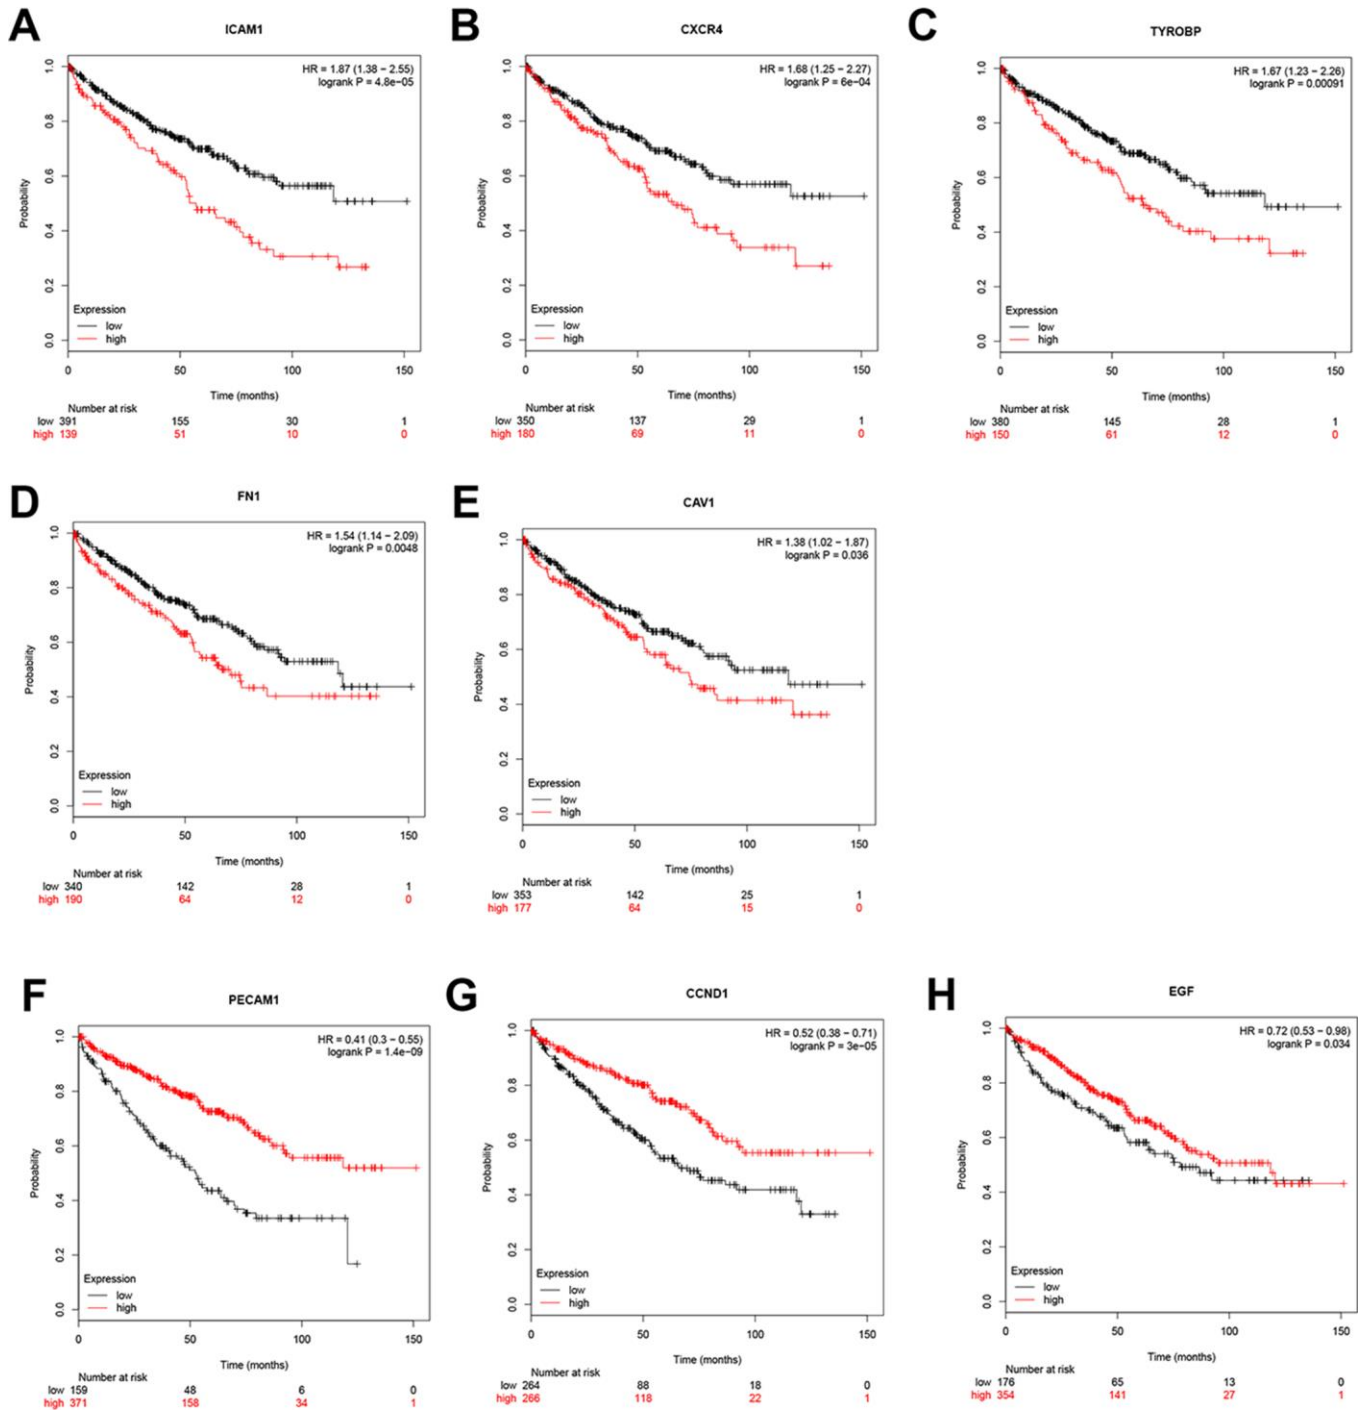 A
ICAM1
HR = 1.87 (1.38 − 2.55)
logrank P = 4.8e−05
Probability
1.0
0.8
0.6
0.4
0.2
0.0
Expression
low
high
0 50 100 150
Time (months)
Number at risk
low 391 155 30 1
high 139 51 10 0
B
CXCR4
HR = 1.68 (1.25 − 2.27)
logrank P = 6e−04
Probability
1.0
0.8
0.6
0.4
0.2
0.0
Expression
low
high
0 50 100 150
Time (months)
Number at risk
low 350 137 29 1
high 180 69 11 0
C
TYROBP
HR = 1.67 (1.23 − 2.26)
logrank P = 0.00091
Probability
1.0
0.8
0.6
0.4
0.2
0.0
Expression
low
high
0 50 100 150
Time (months)
Number at risk
low 380 145 28 1
high 150 61 12 0
D
FN1
HR = 1.54 (1.14 − 2.09)
logrank P = 0.0048
Probability
1.0
0.8
0.6
0.4
0.2
0.0
Expression
low
high
0 50 100 150
Time (months)
Number at risk
low 340 142 28 1
high 190 64 12 0
E
CAV1
HR = 1.38 (1.02 − 1.87)
logrank P = 0.036
Probability
1.0
0.8
0.6
0.4
0.2
0.0
Expression
low
high
0 50 100 150
Time (months)
Number at risk
low 353 142 25 1
high 177 64 15 0
F
PECAM1
HR = 0.41 (0.3 − 0.55)
logrank P = 1.4e−09
Probability
1.0
0.8
0.6
0.4
0.2
0.0
Expression
low
high
0 50 100 150
Time (months)
Number at risk
low 159 48 6 0
high 371 158 34 1
G
CCND1
HR = 0.52 (0.38 − 0.71)
logrank P = 3e−05
Probability
1.0
0.8
0.6
0.4
0.2
0.0
Expression
low
high
0 50 100 150
Time (months)
Number at risk
low 264 88 18 0
high 266 118 22 1
H
EGF
HR = 0.72 (0.53 − 0.98)
logrank P = 0.034
Probability
1.0
0.8
0.6
0.4
0.2
0.0
Expression
low
high
0 50 100 150
Time (months)
Number at risk
low 176 65 13 0
high 354 141 27 1